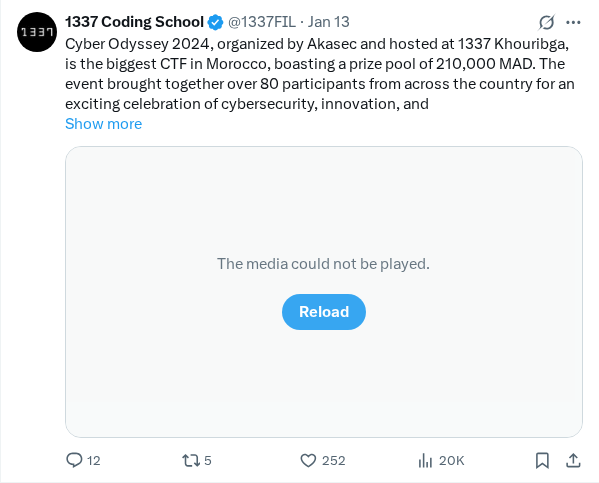 1337
1337 Coding School @1337FIL · Jan 13
Cyber Odyssey 2024, organized by Akasec and hosted at 1337 Khouribga,
is the biggest CTF in Morocco, boasting a prize pool of 210,000 MAD. The
event brought together over 80 participants from across the country for an
exciting celebration of cybersecurity, innovation, and
Show more
The media could not be played.
Reload
12 5 252 20K